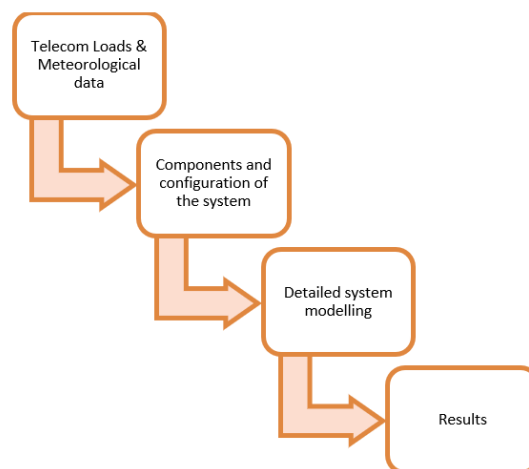 Telecom Loads &
Meteorological
data
Components and
configuration of
the system
Detailed system
modelling
Results